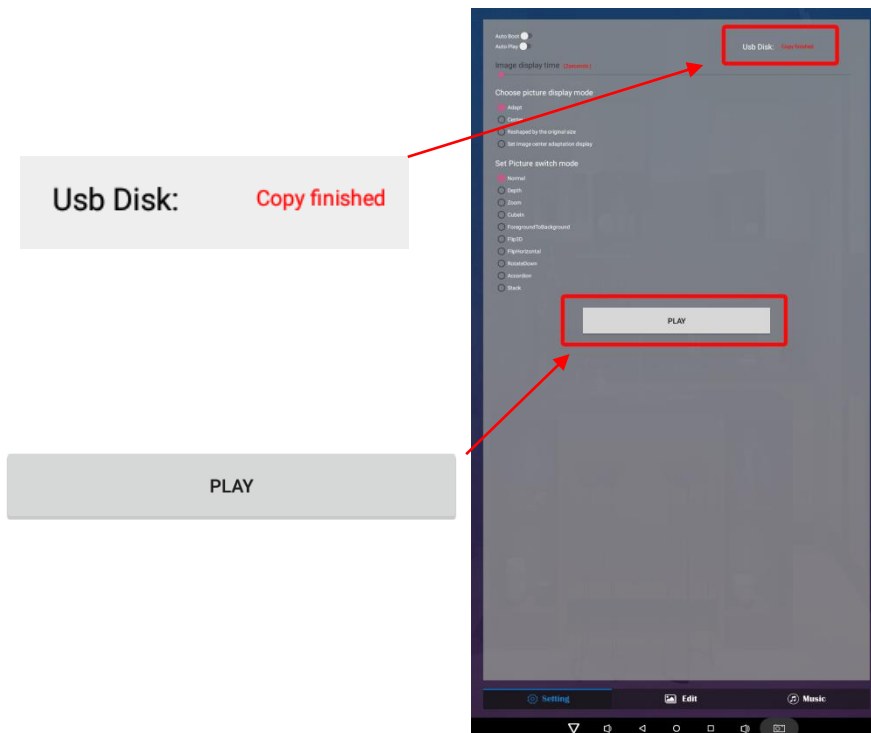 Usb Disk: Copy finished
PLAY
Auto Boot
Auto Play
Usb Disk: Copy finished
Image display time (5seconds)
Choose picture display mode
Adapt
Center
Reshaped by the original size
Set image center adaptation display
Set Picture switch mode
Normal
Depth
Zoom
CubeIn
ForegroundToBackground
Flip3D
FlipHorizontal
RotateDown
Accordion
Stack
PLAY
Setting Edit Music